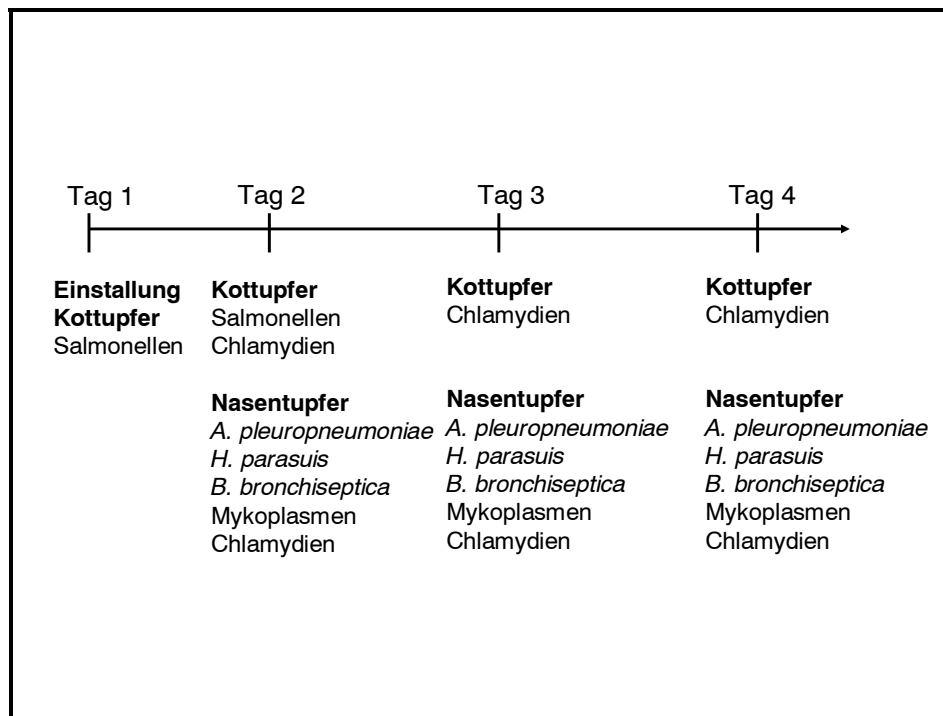 Tag 1
Tag 2
Tag 3
Tag 4
Einstallung
Kottupfer
Salmonellen
Kottupfer
Salmonellen
Chlamydien
Nasentupfer
A. pleuropneumoniae
H. parasuis
B. bronchiseptica
Mykoplasmen
Chlamydien
Kottupfer
Chlamydien
Nasentupfer
A. pleuropneumoniae
H. parasuis
B. bronchiseptica
Mykoplasmen
Chlamydien
Kottupfer
Chlamydien
Nasentupfer
A. pleuropneumoniae
H. parasuis
B. bronchiseptica
Mykoplasmen
Chlamydien